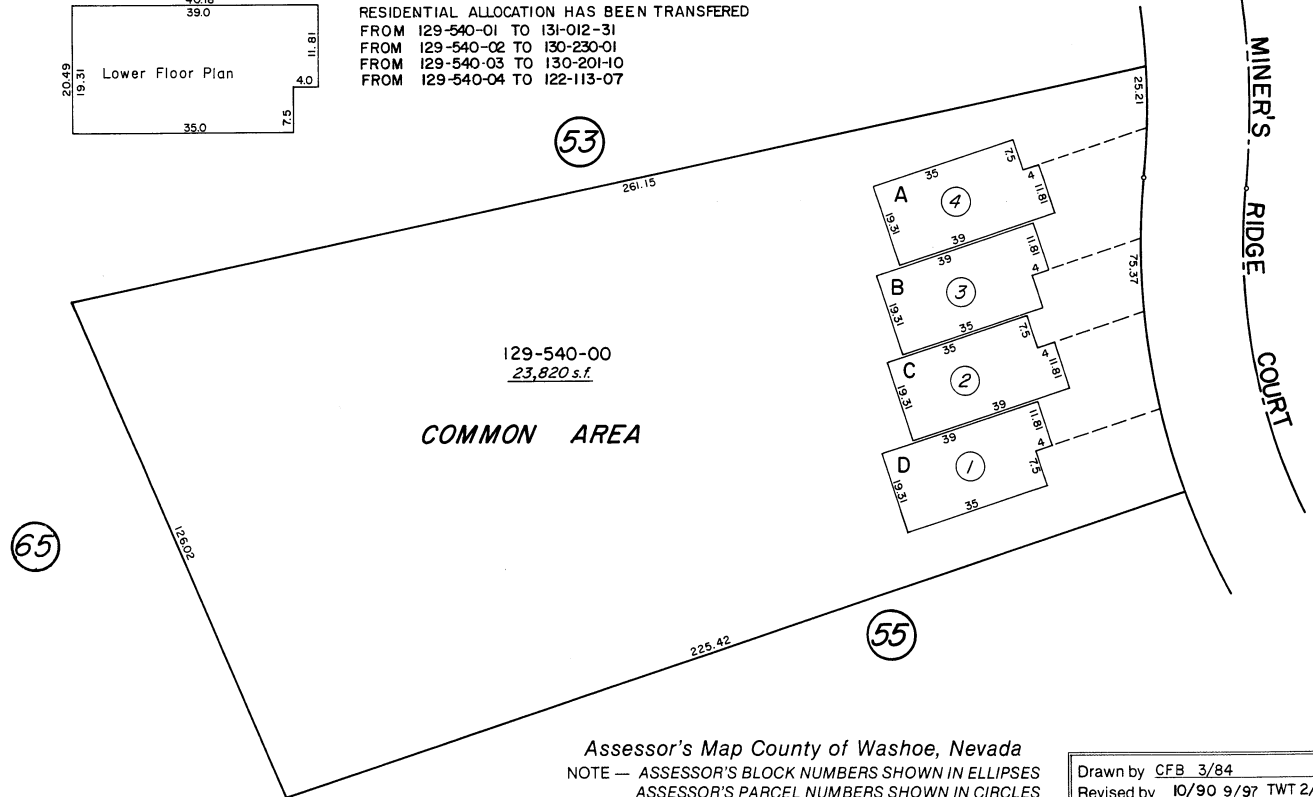 39.0
11.81
20.49
19.31
Lower Floor Plan
4.0
7.5
35.0
RESIDENTIAL ALLOCATION HAS BEEN TRANSFERED
FROM 129-540-01 TO 131-012-31
FROM 129-540-02 TO 130-230-01
FROM 129-540-03 TO 130-201-10
FROM 129-540-04 TO 122-113-07
53
261.15
25.21
MINER'S
RIDGE
COURT
75.37
A
4
35
7.5
4
11.81
19.31
39
B
3
39
11.81
4
19.31
35
C
2
35
7.5
4
11.81
19.31
39
D
1
39
11.81
4
7.5
19.31
35
129-540-00
23,820 s.f.
COMMON AREA
65
126.02
225.42
55
Assessor's Map County of Washoe, Nevada
NOTE — ASSESSOR'S BLOCK NUMBERS SHOWN IN ELLIPSES
ASSESSOR'S PARCEL NUMBERS SHOWN IN CIRCLES
Drawn by CFB 3/84
Revised by 10/90 9/97 TWT 2/